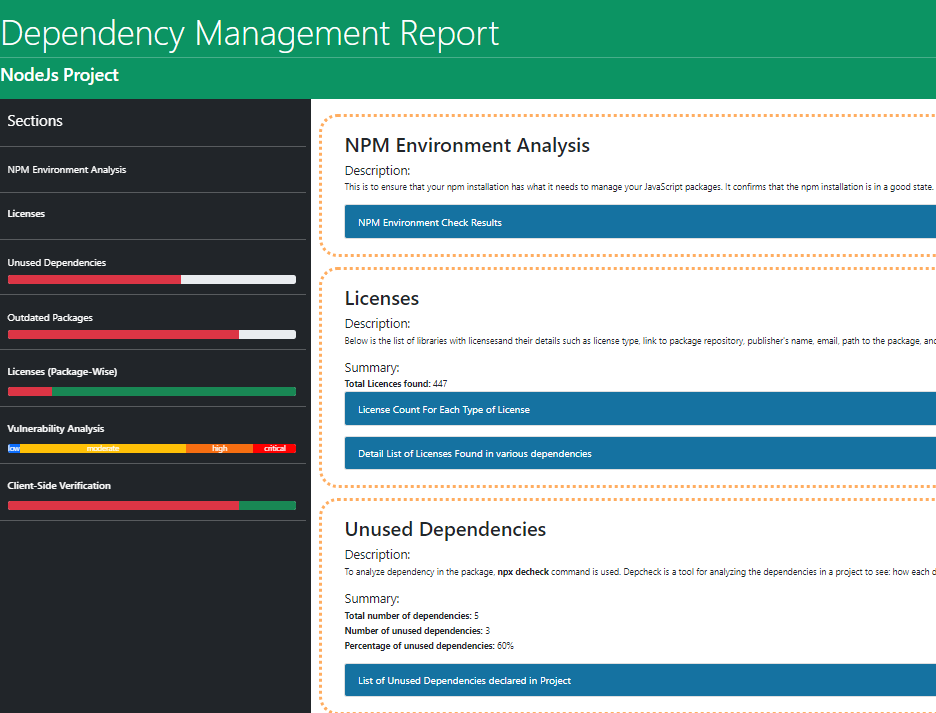 Dependency Management Report
NodeJs Project
Sections
NPM Environment Analysis
Licenses
Unused Dependencies
Outdated Packages
Licenses (Package-Wise)
Vulnerability Analysis
low moderate high critical
Client-Side Verification
NPM Environment Analysis
Description:
This is to ensure that your npm installation has what it needs to manage your JavaScript packages. It confirms that the npm installation is in a good state.
NPM Environment Check Results
Licenses
Description:
Below is the list of libraries with licensesand their details such as license type, link to package repository, publisher's name, email, path to the package, and
Summary:
Total Licences found: 447
License Count For Each Type of License
Detail List of Licenses Found in various dependencies
Unused Dependencies
Description:
To analyze dependency in the package, npx decheck command is used. Depcheck is a tool for analyzing the dependencies in a project to see: how each d
Summary:
Total number of dependencies: 5
Number of unused dependencies: 3
Percentage of unused dependencies: 60%
List of Unused Dependencies declared in Project